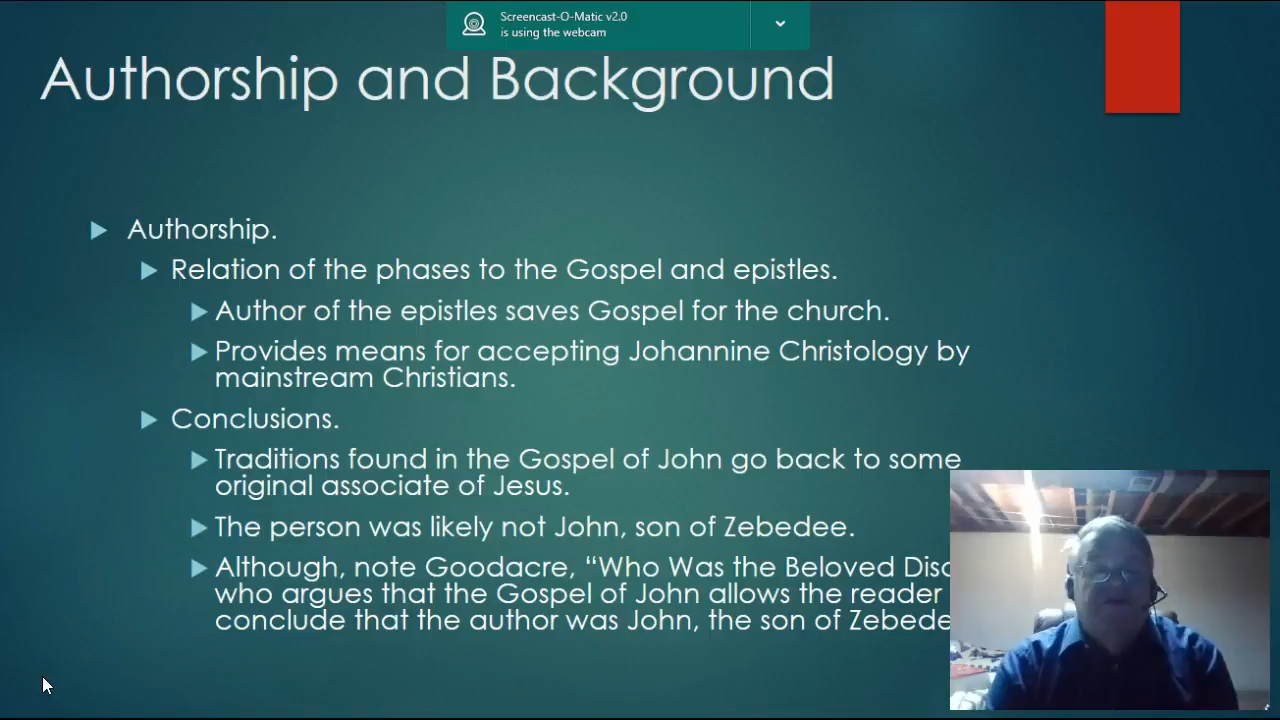 Screencast-O-Matic v2.0
is using the webcam
Authorship and Background
Authorship.
Relation of the phases to the Gospel and epistles.
Author of the epistles saves Gospel for the church.
Provides means for accepting Johannine Christology by
mainstream Christians.
Conclusions.
Traditions found in the Gospel of John go back to some
original associate of Jesus.
The person was likely not John, son of Zebedee.
Although, note Goodacre, “Who Was the Beloved
who argues that the Gospel of John allows the reader
conclude that the author was John, the son of